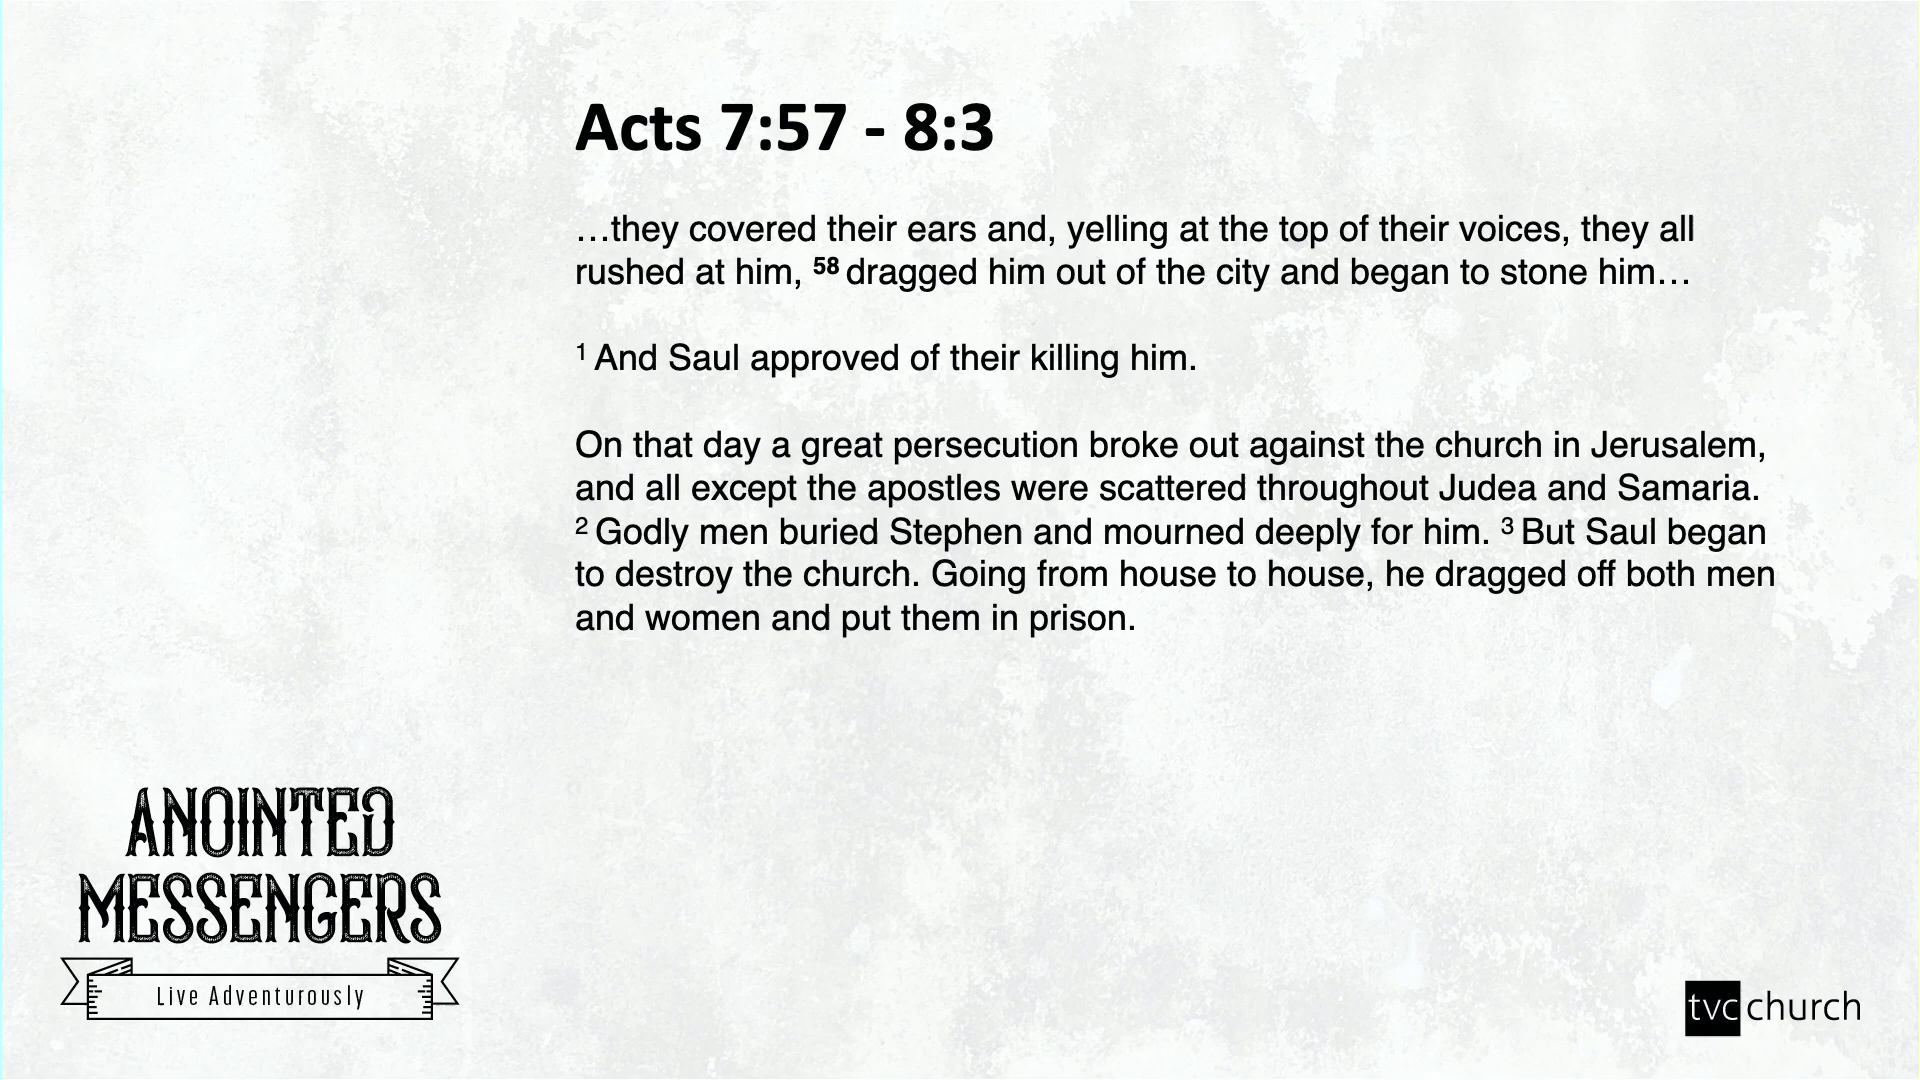 Acts 7:57 - 8:3
…they covered their ears and, yelling at the top of their voices, they all
rushed at him, 58 dragged him out of the city and began to stone him…
1 And Saul approved of their killing him.
On that day a great persecution broke out against the church in Jerusalem,
and all except the apostles were scattered throughout Judea and Samaria.
2 Godly men buried Stephen and mourned deeply for him. 3 But Saul began
to destroy the church. Going from house to house, he dragged off both men
and women and put them in prison.
ANOINTED
MESSENGERS
Live Adventurously
tvc church